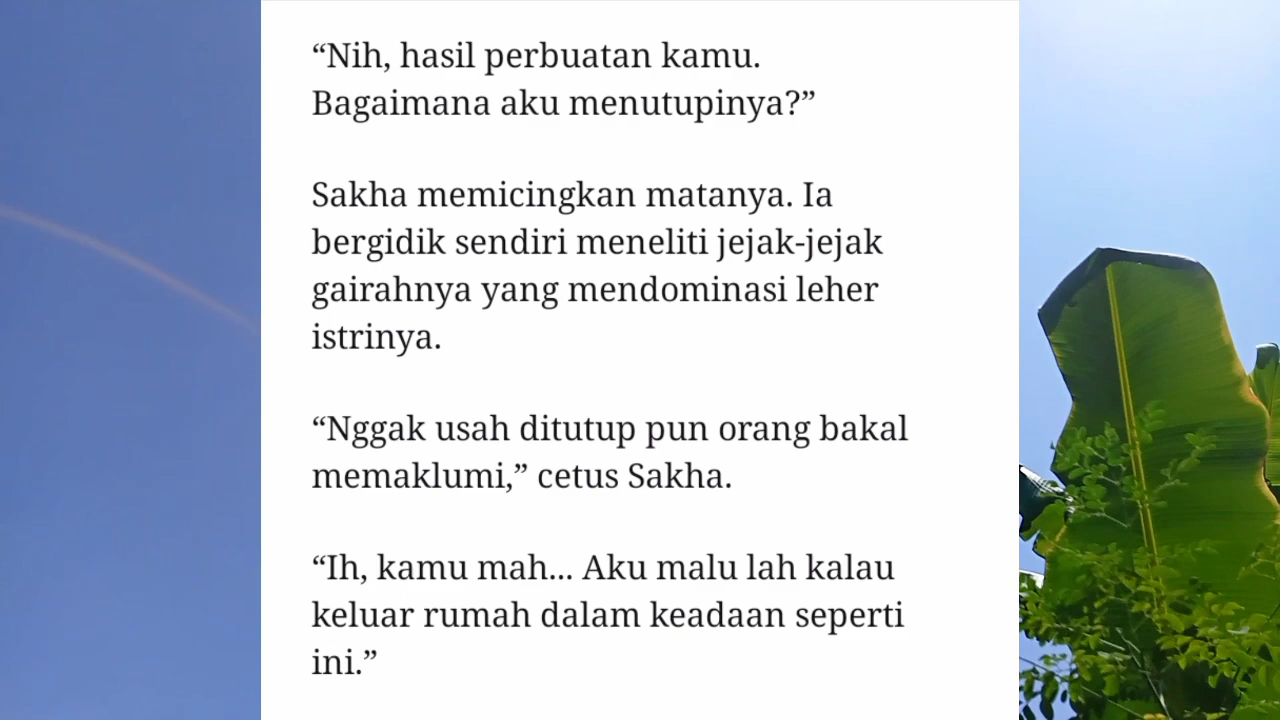 “Nih, hasil perbuatan kamu.
Bagaimana aku menutupinya?”
Sakha memicingkan matanya. Ia
bergidik sendiri meneliti jejak-jejak
gairahnya yang mendominasi leher
istrinya.
“Nggak usah ditutup pun orang bakal
memaklumi,” cetus Sakha.
“Ih, kamu mah... Aku malu lah kalau
keluar rumah dalam keadaan seperti
ini.”